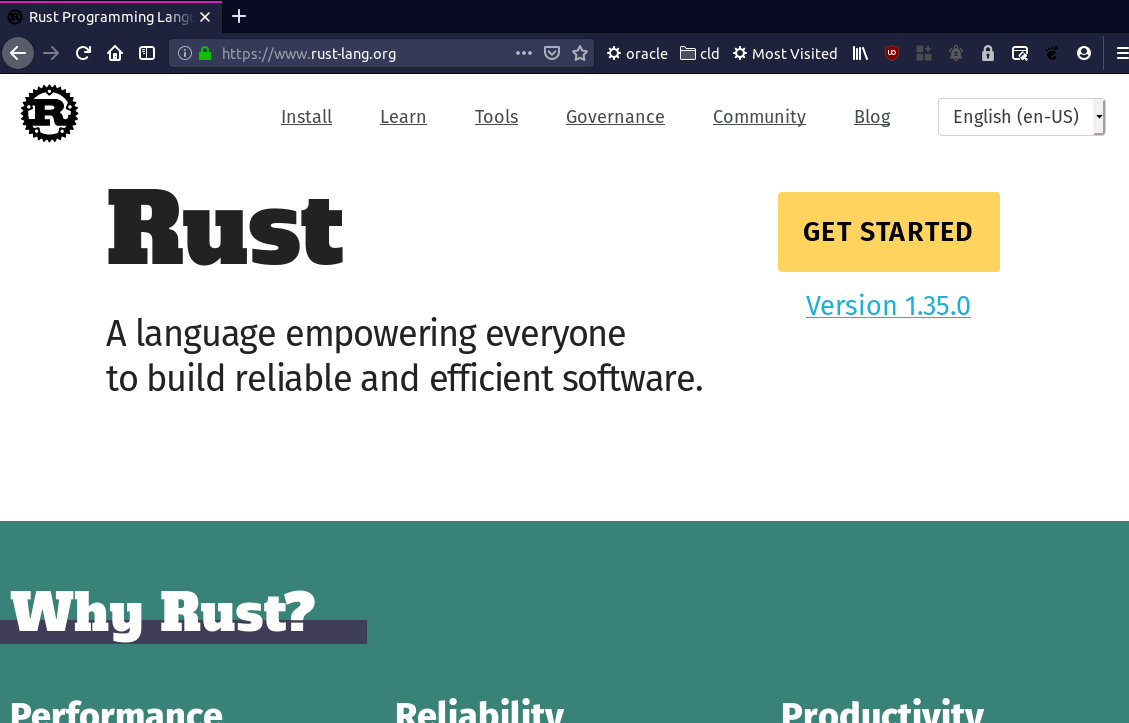 Rust Programming Langu
https://www.rust-lang.org
oracle
cld
Most Visited
Install
Learn
Tools
Governance
Community
Blog
English (en-US)
Rust
GET STARTED
Version 1.35.0
A language empowering everyone
to build reliable and efficient software.
Why Rust?
Performance
Reliability
Productivity